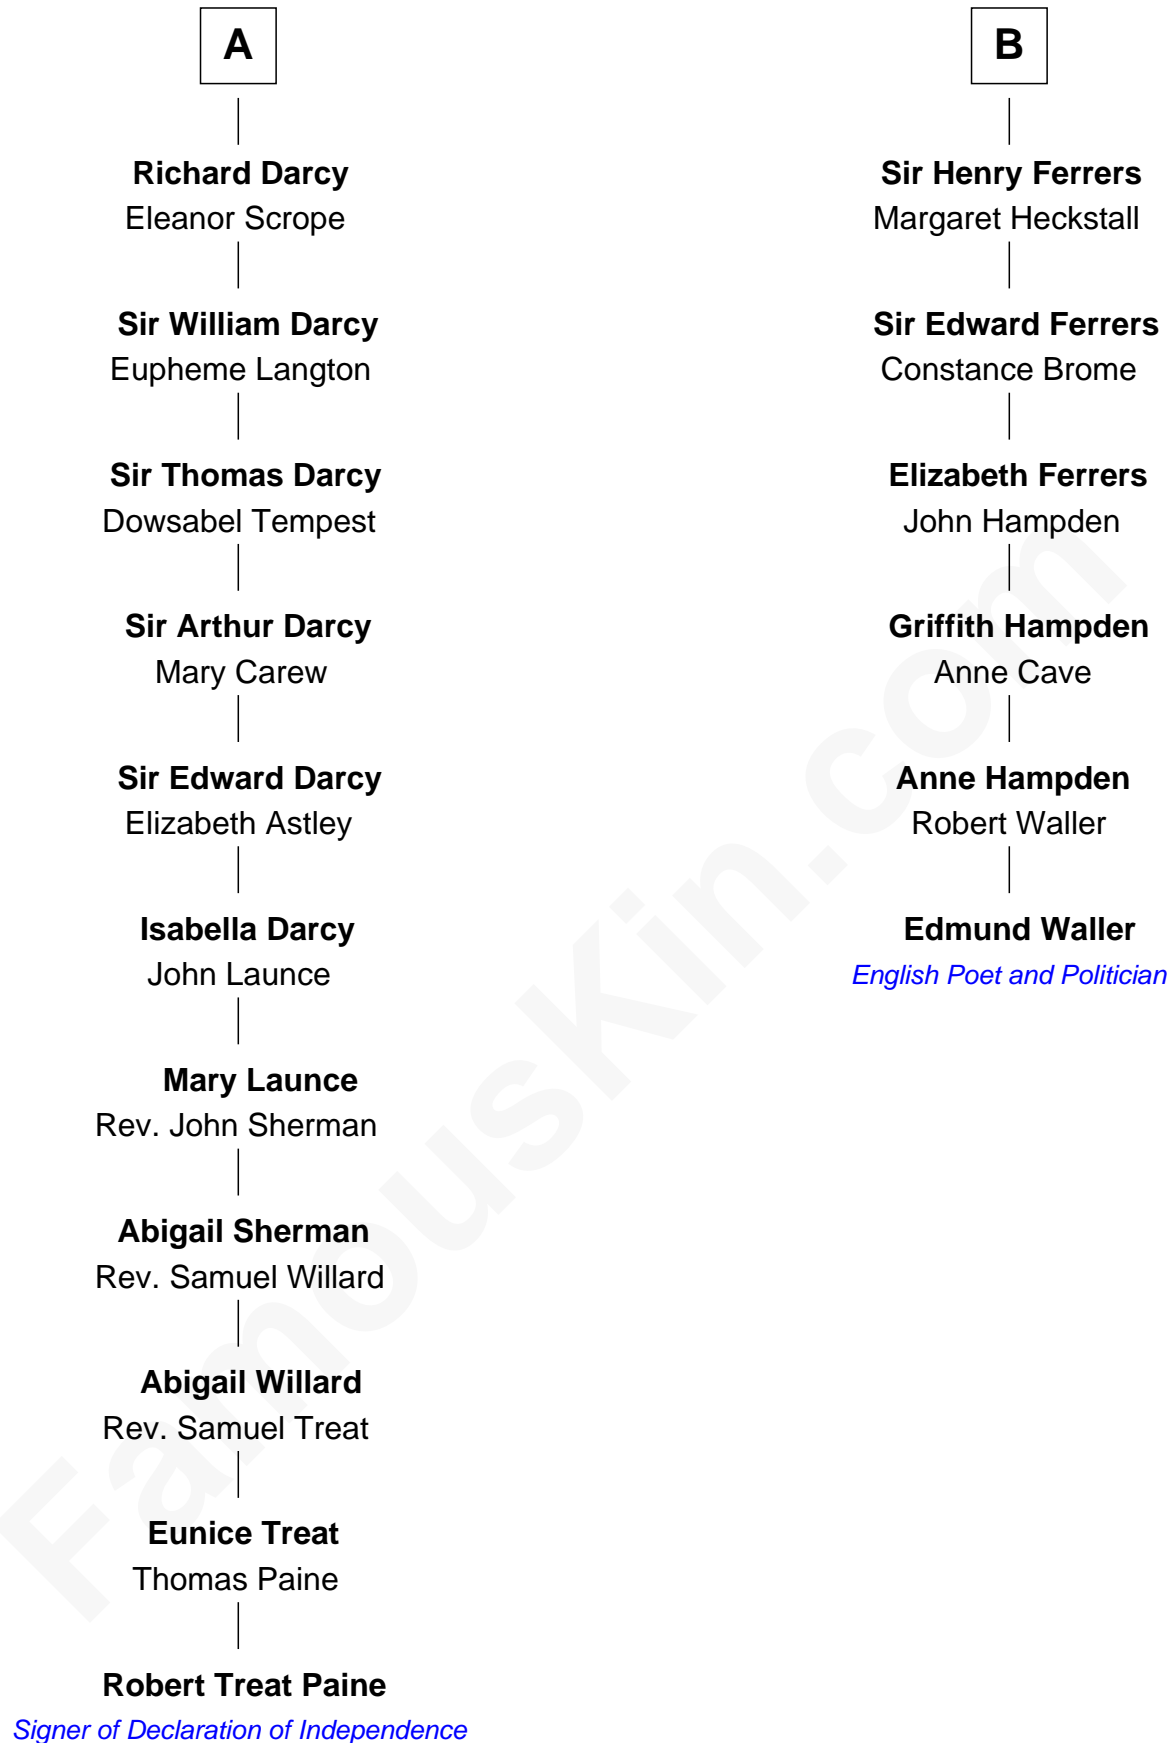 A
Richard Darcy
Eleanor Scrope
Sir William Darcy
Eupheme Langton
Sir Thomas Darcy
Dowsabel Tempest
Sir Arthur Darcy
Mary Carew
Sir Edward Darcy
Elizabeth Astley
Isabella Darcy
John Launce
Mary Launce
Rev. John Sherman
Abigail Sherman
Rev. Samuel Willard
Abigail Willard
Rev. Samuel Treat
Eunice Treat
Thomas Paine
Robert Treat Paine
Signer of Declaration of Independence
B
Sir Henry Ferrers
Margaret Heckstall
Sir Edward Ferrers
Constance Brome
Elizabeth Ferrers
John Hampden
Griffith Hampden
Anne Cave
Anne Hampden
Robert Waller
Edmund Waller
English Poet and Politician
FamousKin.com